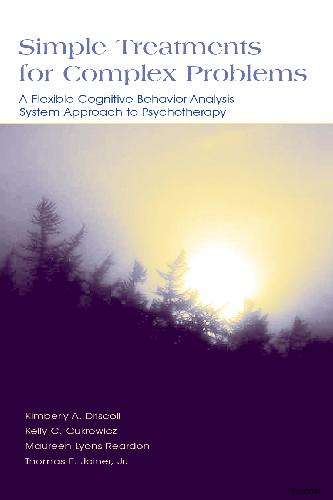 Simple Treatments
for Complex Problems
A Flexible Cognitive Behavior Analysis
System Approach to Psychotherapy
Kimberly A. Driscoll
Kelly C. Cukrowicz
Maureen Lyons Reardon
Thomas E. Joiner, Jr.